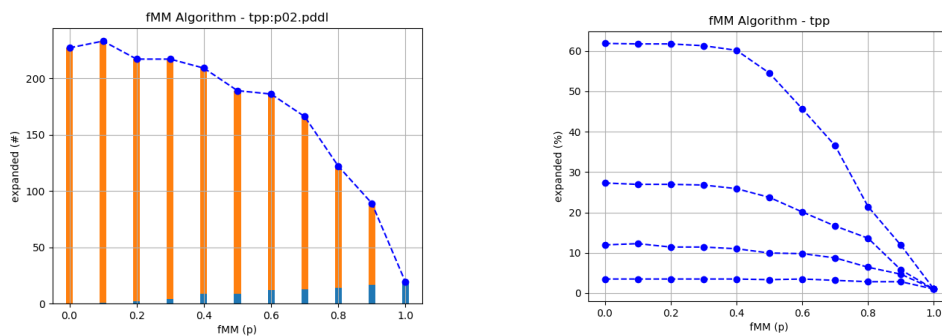 fMM Algorithm - tpp:p02.pddl
expanded (#)
200
150
100
50
0
0.0 0.2 0.4 0.6 0.8 1.0
fMM (p)
fMM Algorithm - tpp
expanded (%)
60
50
40
30
20
10
0
0.0 0.2 0.4 0.6 0.8 1.0
fMM (p)